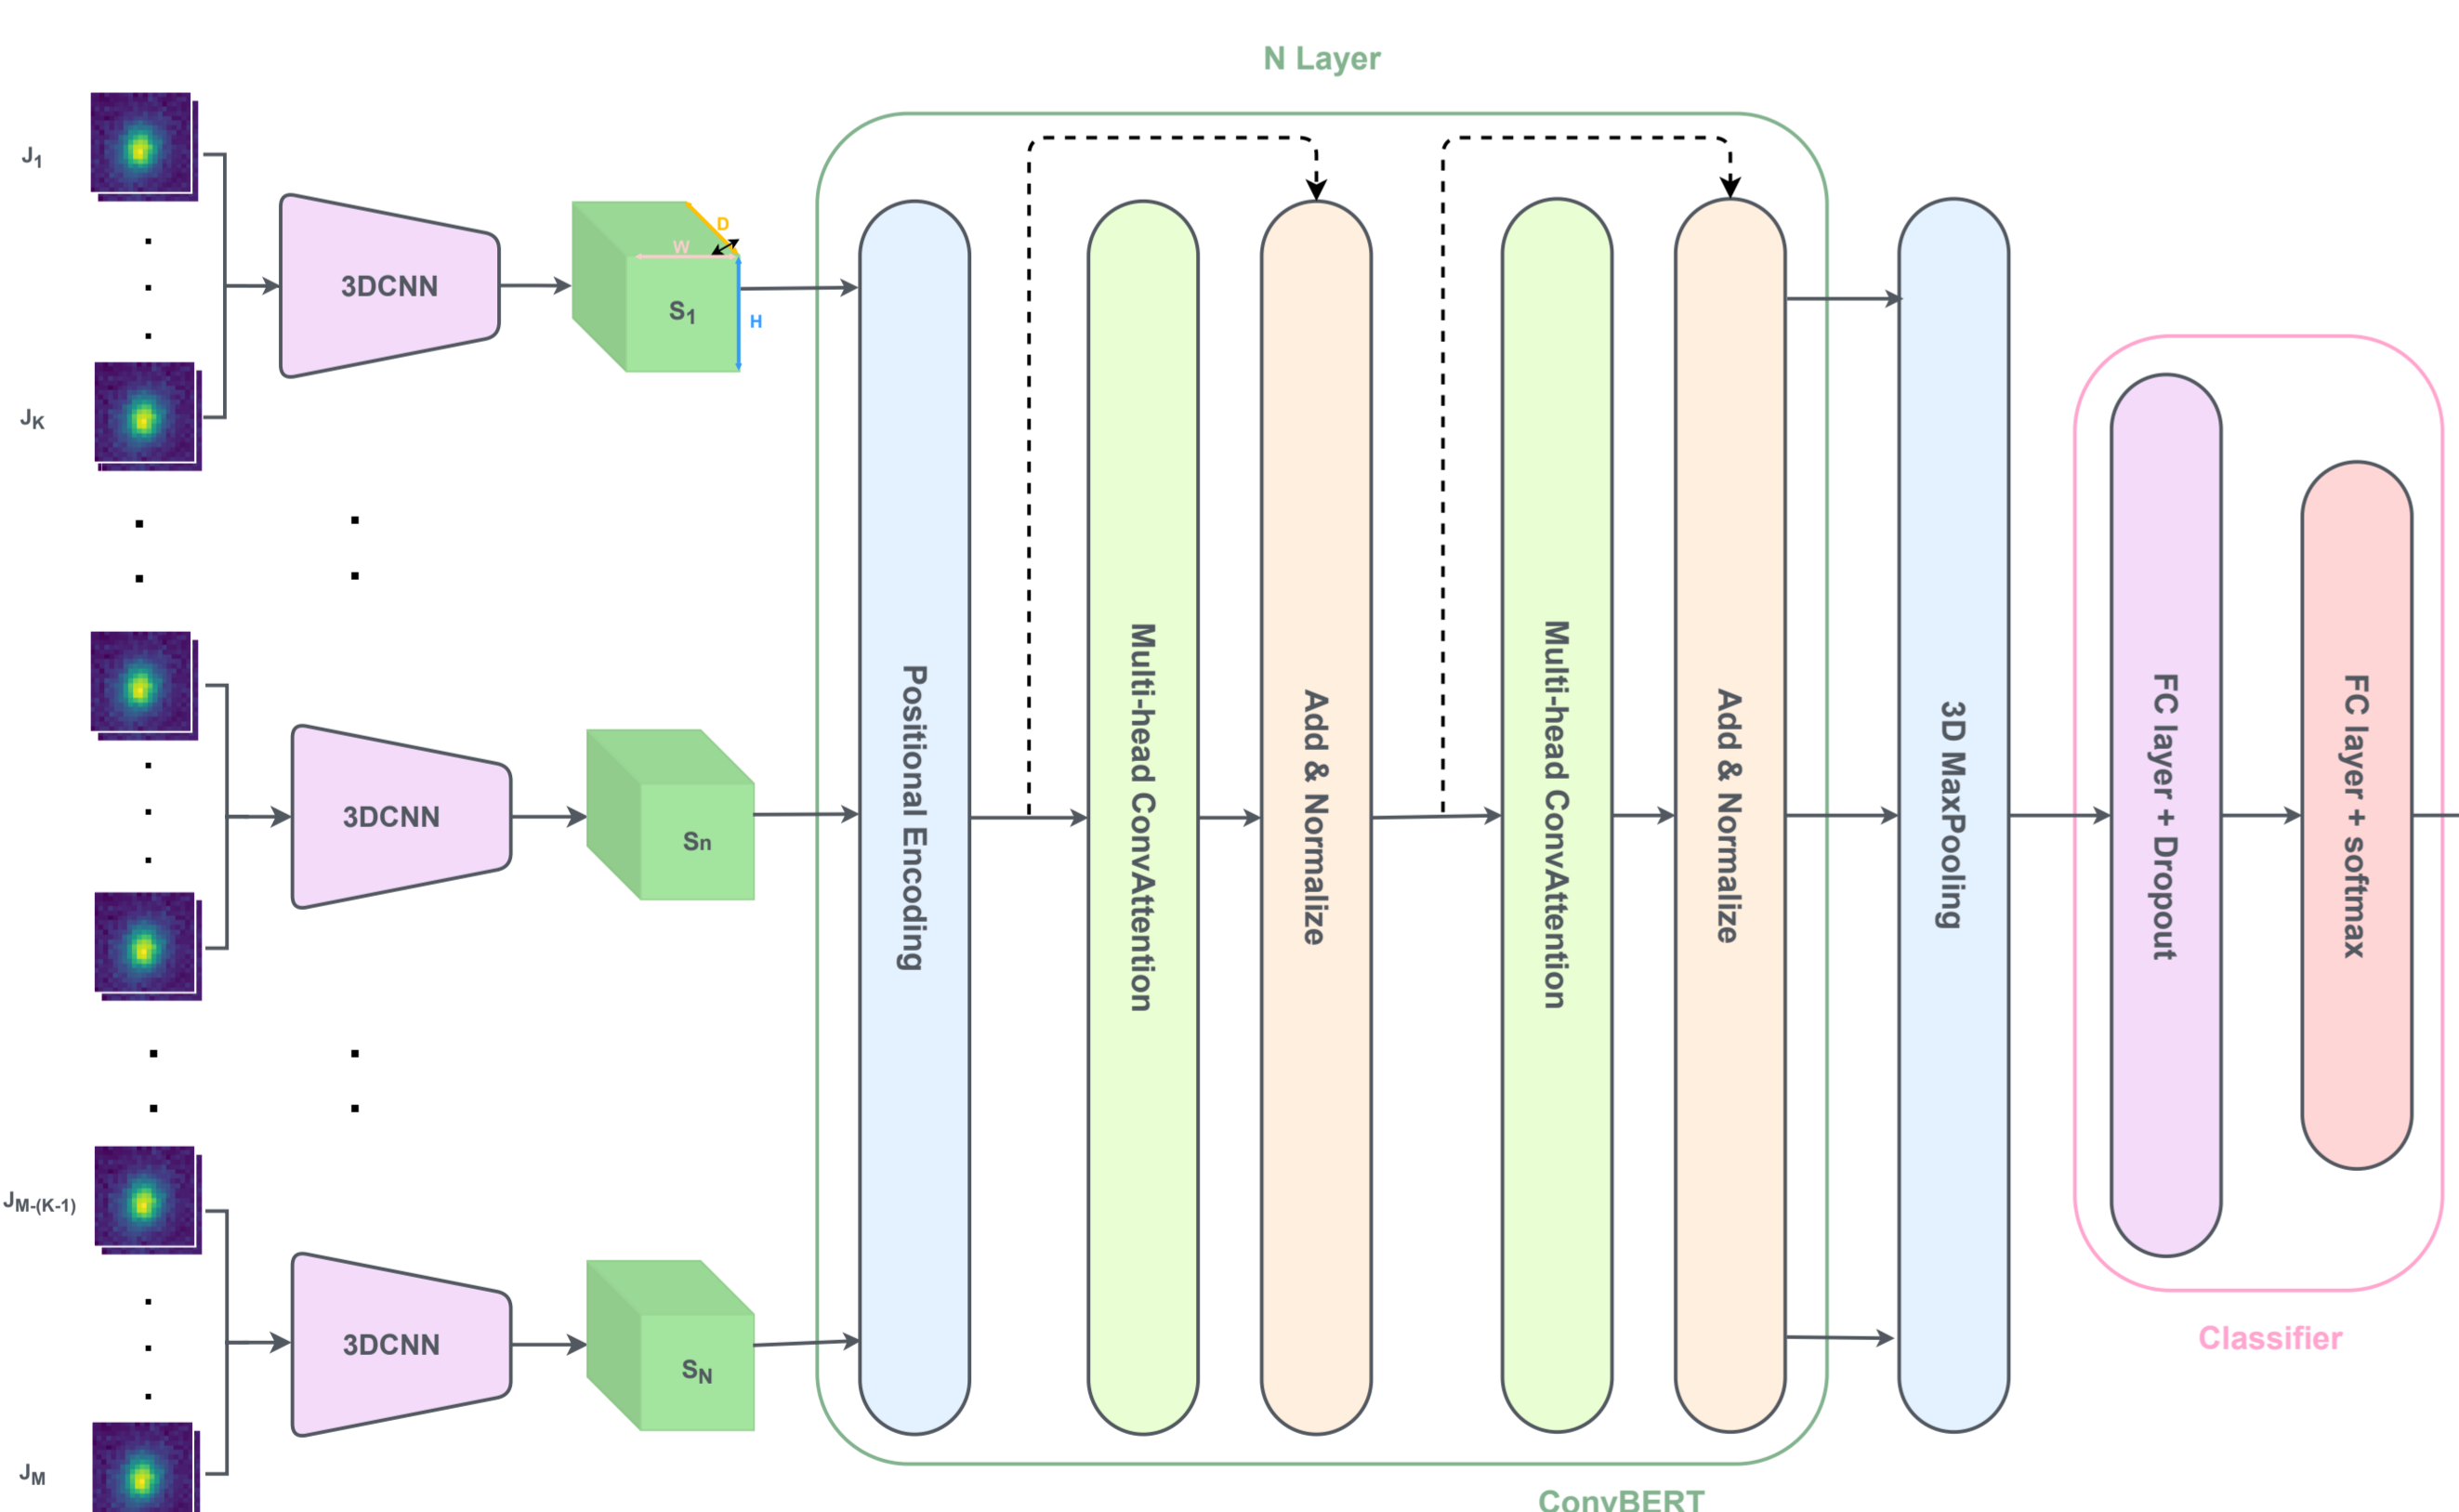 N Layer
J1
JK
3DCNN
D
W
S1
H
3DCNN
Sn
JM-(K-1)
JM
3DCNN
SN
Positional Encoding
Multi-head ConvAttention
Add & Normalize
Multi-head ConvAttention
Add & Normalize
3D MaxPooling
FC layer + Dropout
FC layer + softmax
Classifier
ConvBERT